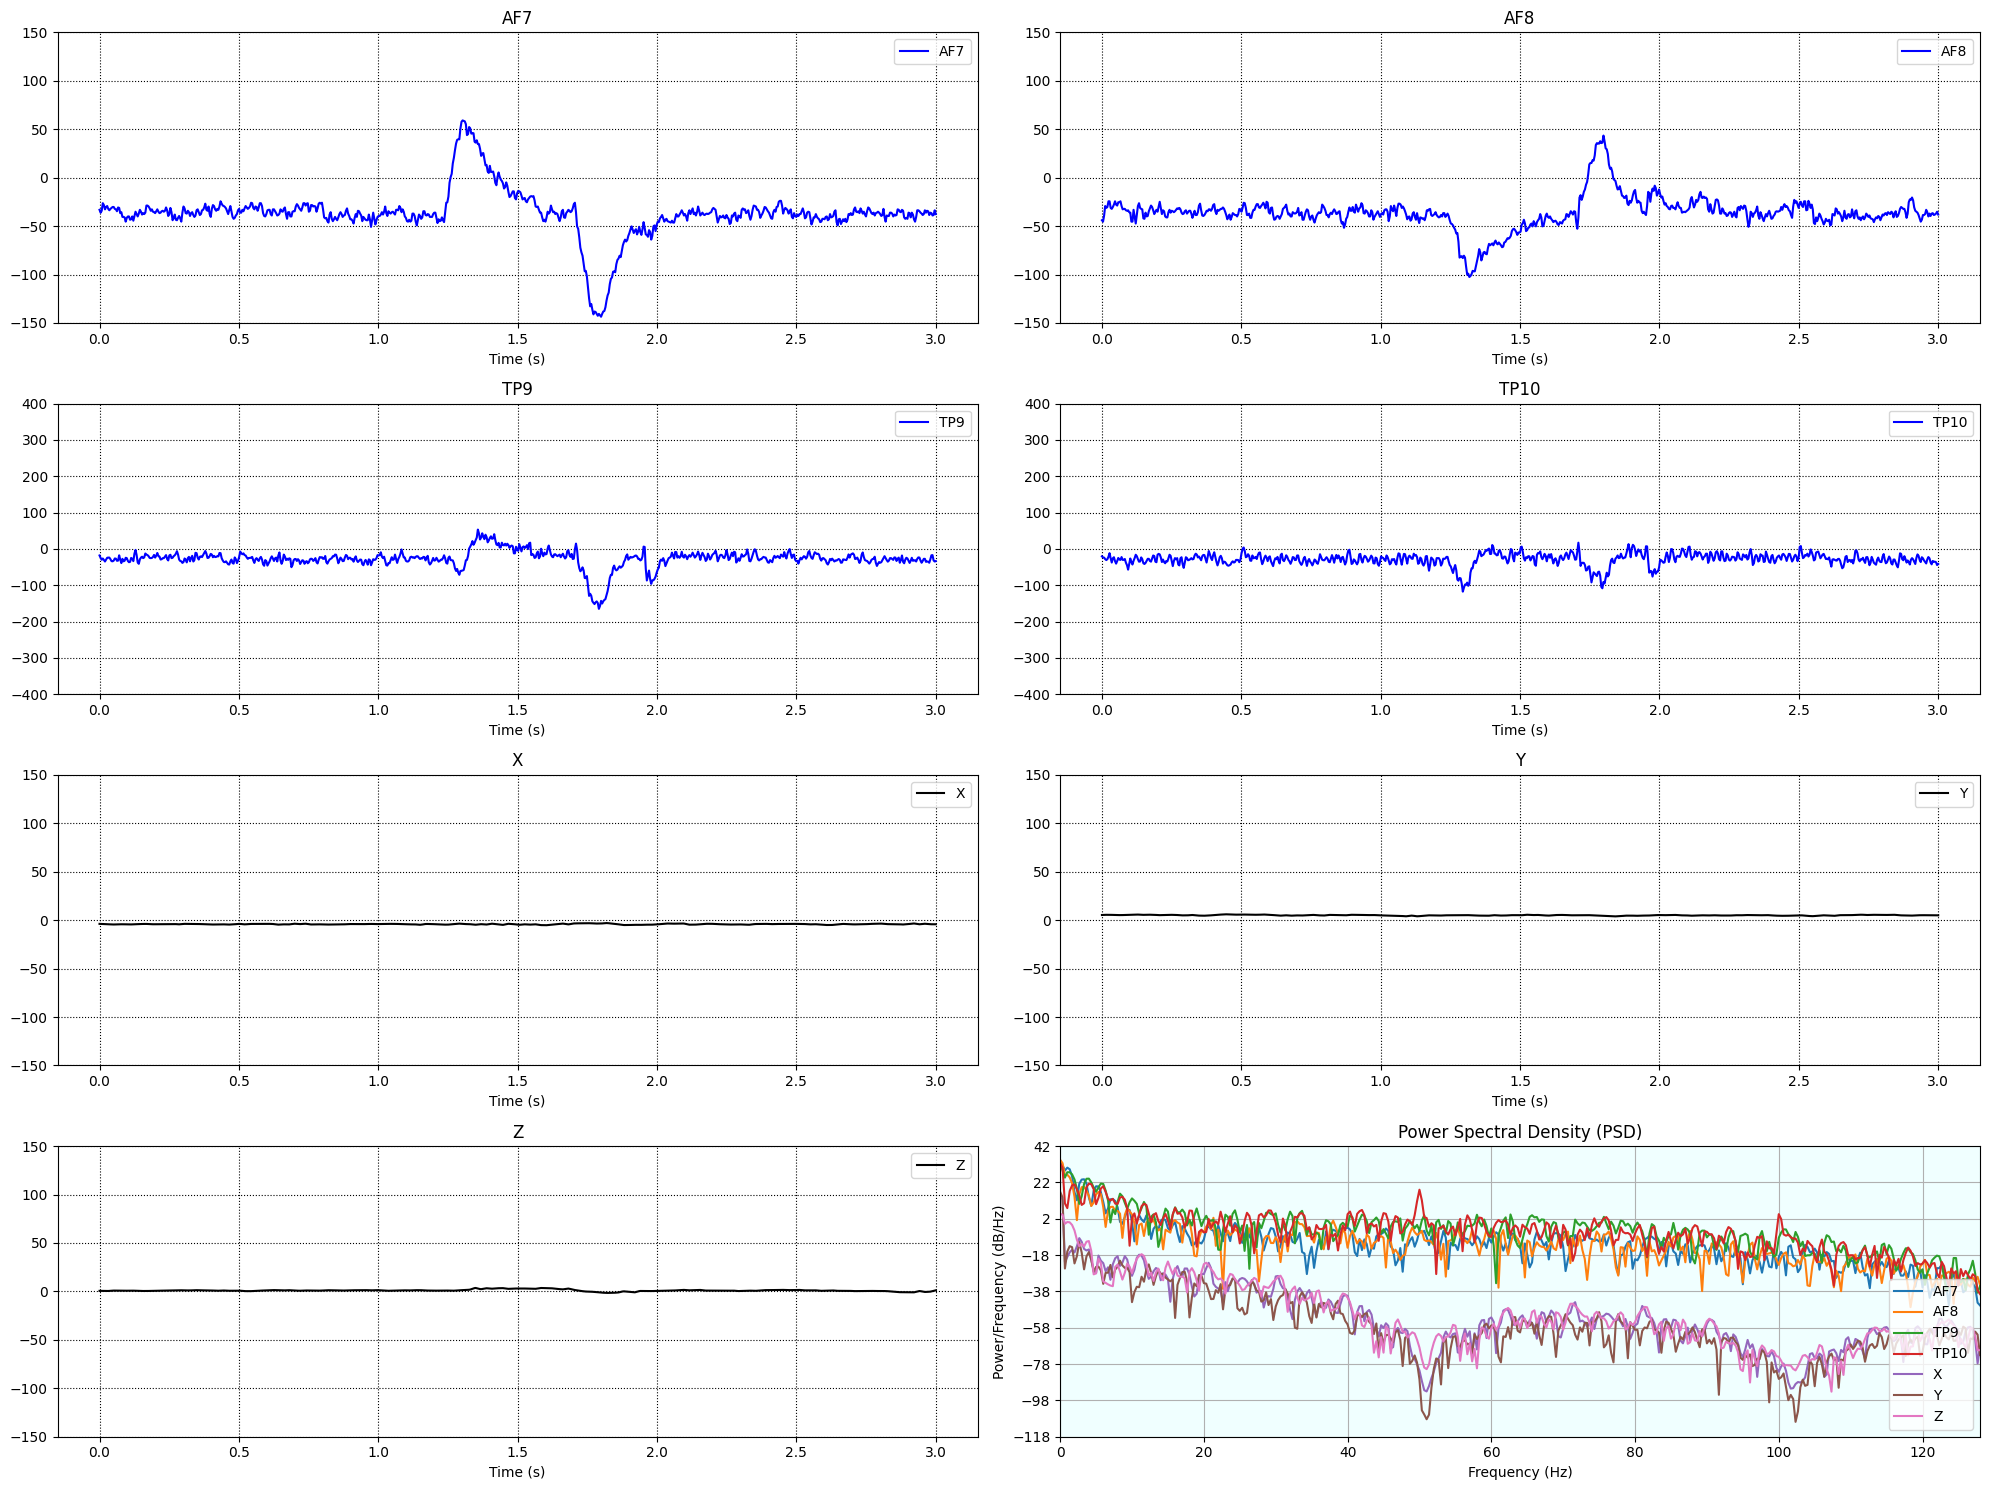 AF7
150
100
50
0
−50
−100
−150
AF7
0.0 0.5 1.0 1.5 2.0 2.5 3.0
Time (s)
AF8
150
100
50
0
−50
−100
−150
AF8
0.0 0.5 1.0 1.5 2.0 2.5 3.0
Time (s)
TP9
400
300
200
100
0
−100
−200
−300
−400
TP9
0.0 0.5 1.0 1.5 2.0 2.5 3.0
Time (s)
TP10
400
300
200
100
0
−100
−200
−300
−400
TP10
0.0 0.5 1.0 1.5 2.0 2.5 3.0
Time (s)
X
150
100
50
0
−50
−100
−150
X
0.0 0.5 1.0 1.5 2.0 2.5 3.0
Time (s)
Y
150
100
50
0
−50
−100
−150
Y
0.0 0.5 1.0 1.5 2.0 2.5 3.0
Time (s)
Z
150
100
50
0
−50
−100
−150
Z
0.0 0.5 1.0 1.5 2.0 2.5 3.0
Time (s)
Power Spectral Density (PSD)
Power/Frequency (dB/Hz)
42
22
2
−18
−38
−58
−78
−98
−118
AF7
AF8
TP9
TP10
X
Y
Z
0 20 40 60 80 100 120
Frequency (Hz)